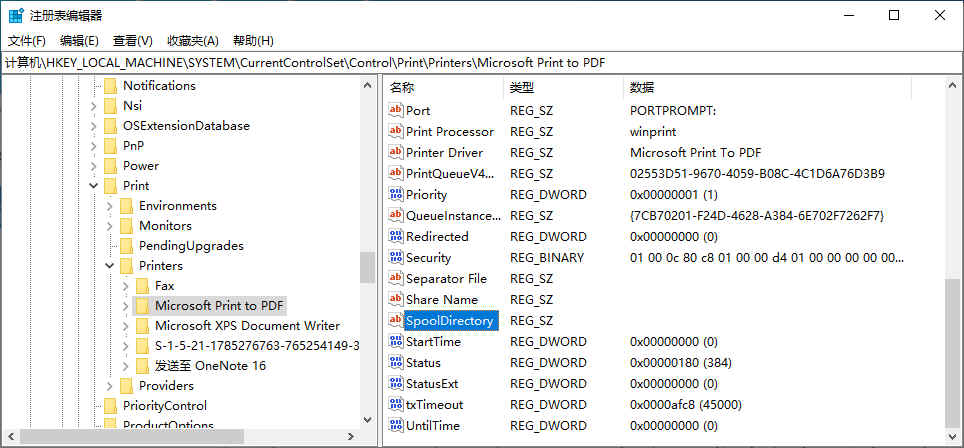 注册表编辑器
文件(F) 编辑(E) 查看(V) 收藏夹(A) 帮助(H)
计算机\HKEY_LOCAL_MACHINE\SYSTEM\CurrentControlSet\Control\Print\Printers\Microsoft Print to PDF
Notifications
Nsi
OSExtensionDatabase
PnP
Power
Print
Environments
Monitors
PendingUpgrades
Printers
Fax
Microsoft Print to PDF
Microsoft XPS Document Writer
S-1-5-21-1785276763-765254149-3
发送至 OneNote 16
Providers
PriorityControl
ProductOptions
名称 类型 数据
Port REG_SZ PORTPROMPT:
Print Processor REG_SZ winprint
Printer Driver REG_SZ Microsoft Print To PDF
PrintQueueV4... REG_SZ 02553D51-9670-4059-B08C-4C1D6A76D3B9
Priority REG_DWORD 0x00000001 (1)
QueueInstance... REG_SZ {7CB70201-F24D-4628-A384-6E702F7262F7}
Redirected REG_DWORD 0x00000000 (0)
Security REG_BINARY 01 00 0c 80 c8 01 00 00 d4 01 00 00 00 00 00...
Separator File REG_SZ
Share Name REG_SZ
SpoolDirectory REG_SZ
StartTime REG_DWORD 0x00000000 (0)
Status REG_DWORD 0x00000180 (384)
StatusExt REG_DWORD 0x00000000 (0)
txTimeout REG_DWORD 0x0000afc8 (45000)
UntilTime REG_DWORD 0x00000000 (0)